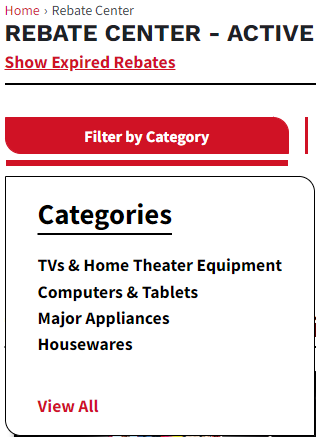 Home › Rebate Center
REBATE CENTER - ACTIVE
Show Expired Rebates
Filter by Category
Categories
TVs & Home Theater Equipment
Computers & Tablets
Major Appliances
Housewares
View All